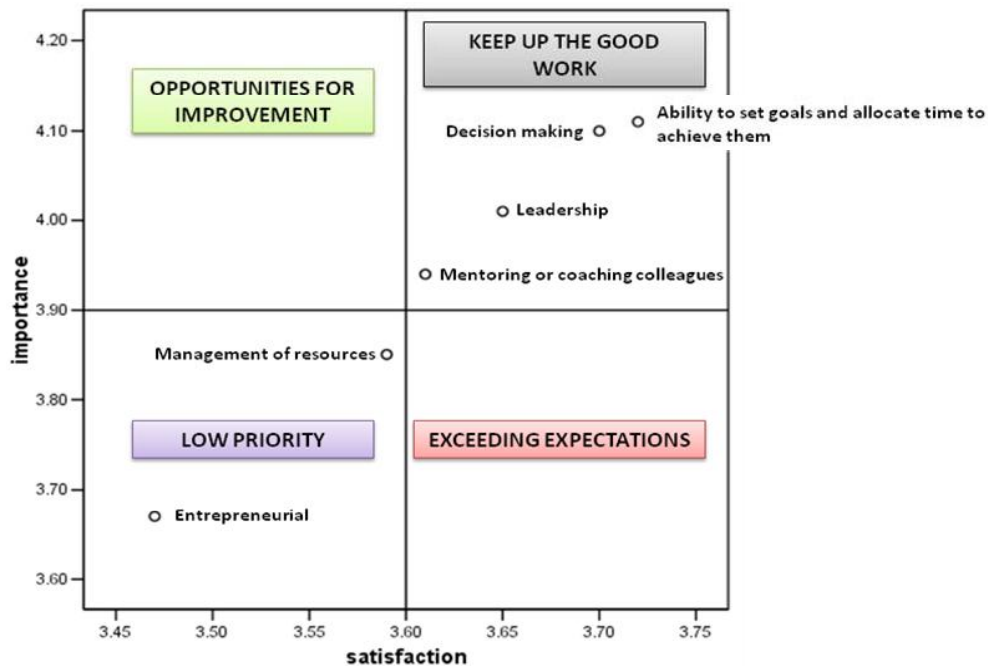 KEEP UP THE GOOD
WORK
OPPORTUNITIES FOR
IMPROVEMENT
Decision making
Ability to set goals and allocate time to
achieve them
Leadership
Mentoring or coaching colleagues
Management of resources
LOW PRIORITY
EXCEEDING EXPECTATIONS
Entrepreneurial
importance
4.20
4.10
4.00
3.90
3.80
3.70
3.60
3.45 3.50 3.55 3.60 3.65 3.70 3.75
satisfaction